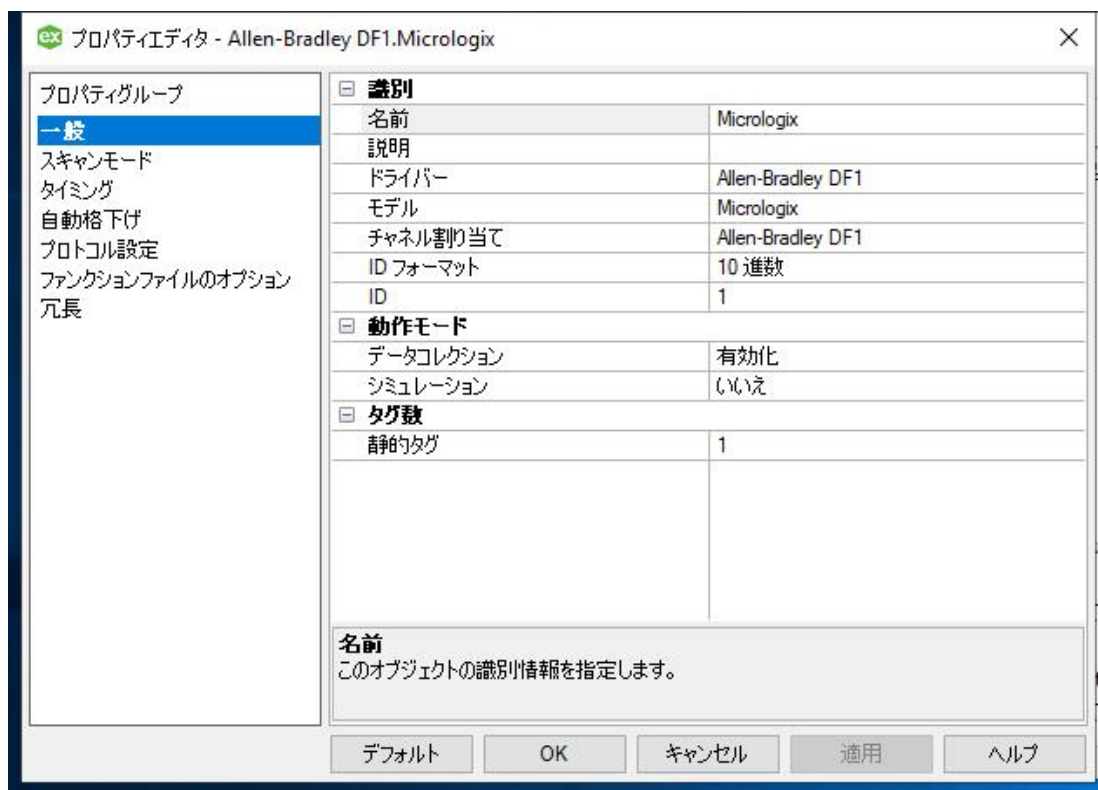 ex プロパティエディタ - Allen-Bradley DF1.Micrologix
プロパティグループ
一般
スキャンモード
タイミング
自動格下げ
プロトコル設定
ファンクションファイルのオプション
冗長
識別
名前 Micrologix
説明
ドライバー Allen-Bradley DF1
モデル Micrologix
チャネル割り当て Allen-Bradley DF1
ID フォーマット 10 進数
ID 1
動作モード
データコレクション 有効化
シミュレーション いいえ
タグ数
静的タグ 1
名前
このオブジェクトの識別情報を指定します。
デフォルト OK キャンセル 適用 ヘルプ